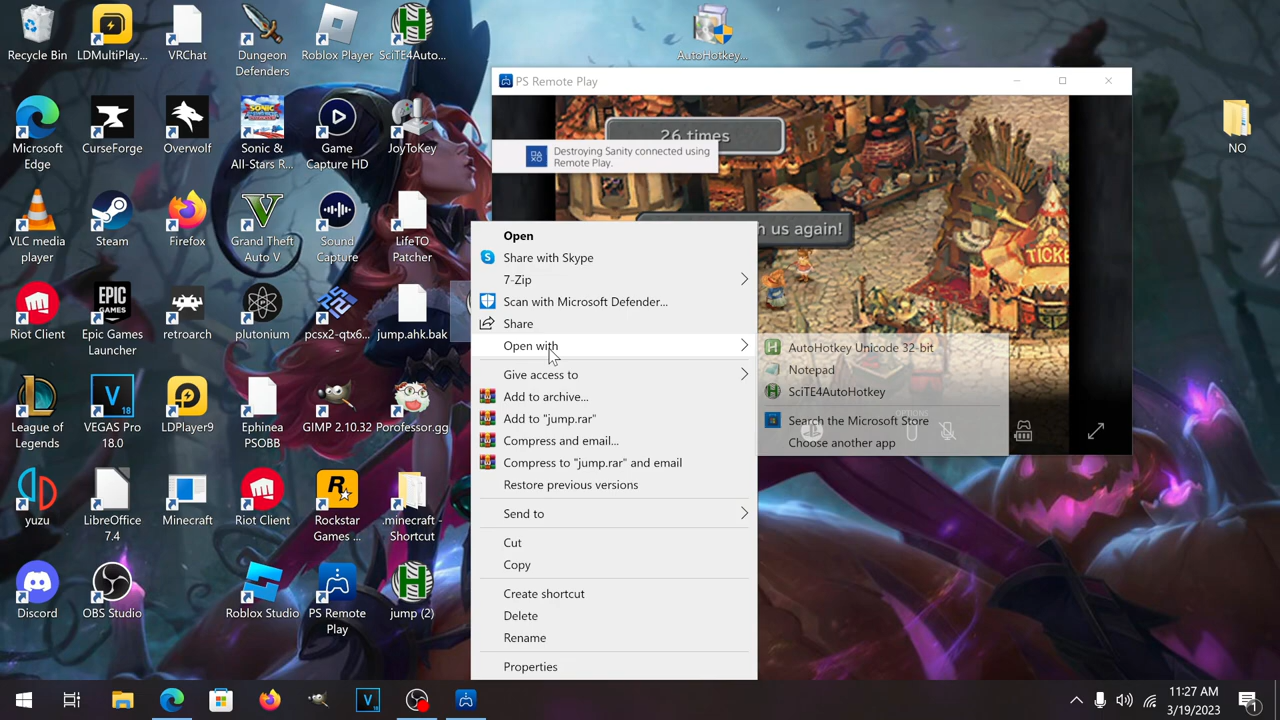 Recycle Bin
LDMultiPlay...
VRChat
Dungeon
Defenders
Roblox Player
SciTE4Auto...
AutoHotkey...
Microsoft
Edge
CurseForge
Overwolf
Sonic &
All-Stars R...
Game
Capture HD
JoyToKey
VLC media
player
Steam
Firefox
Grand Theft
Auto V
Sound
Capture
LifeTO
Patcher
Riot Client
Epic Games
Launcher
retroarch
plutonium
pcsx2-qtx6...
jump.ahk.bak
League of
Legends
VEGAS Pro
18.0
LDPlayer9
Ephinea
PSOBB
GIMP 2.10.32
Porofessor.gg
yuzu
LibreOffice
7.4
Minecraft
Riot Client
Rockstar
Games ...
.minecraft -
Shortcut
Discord
OBS Studio
Roblox Studio
PS Remote
Play
jump (2)
PS Remote Play
26 times
Destroying Sanity connected using
Remote Play.
n us again!
TICKE
NO
Open
Share with Skype
7-Zip
Scan with Microsoft Defender...
Share
Open with
Give access to
Add to archive...
Add to "jump.rar"
Compress and email...
Compress to "jump.rar" and email
Restore previous versions
Send to
Cut
Copy
Create shortcut
Delete
Rename
Properties
AutoHotkey Unicode 32-bit
Notepad
SciTE4AutoHotkey
Search the Microsoft Store
Choose another app
OPTIONS
11:27 AM
3/19/2023
1